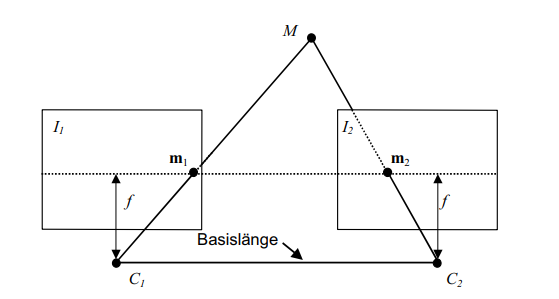 M
I₁
I₂
m₁
m₂
f
f
Basislänge
C₁
C₂